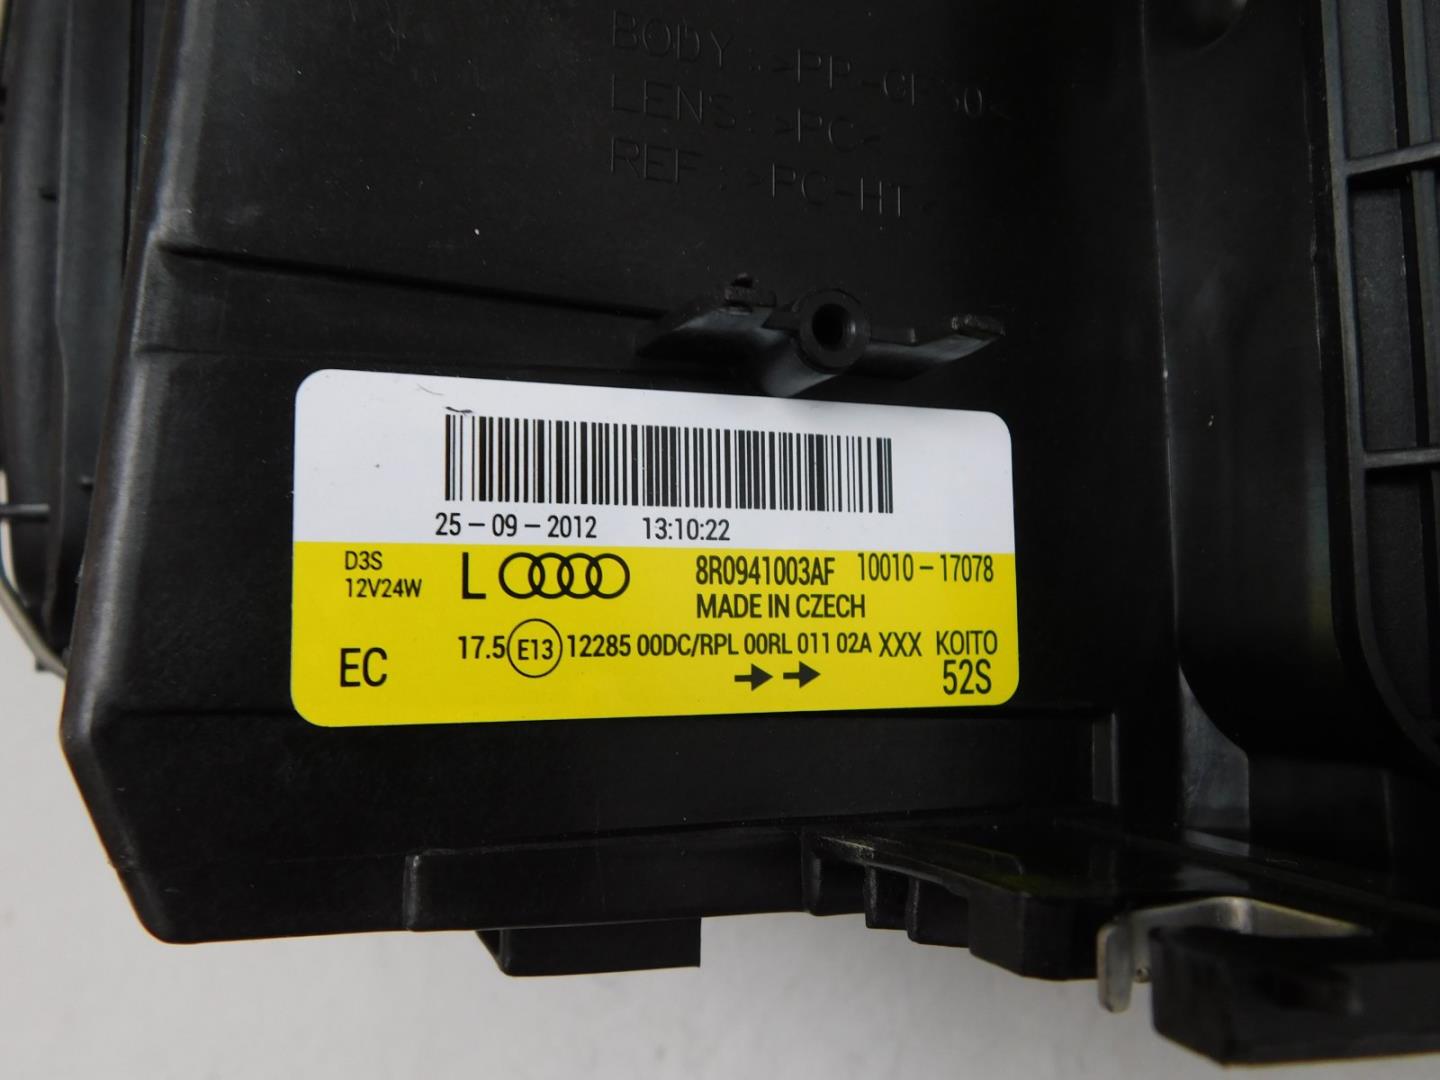 BODY : >PP-GF30<
LENS : >PC<
REF : >PC-HT<
25-09-2012 13:10:22
D3S L 8R0941003AF 10010-17078
12V24W MADE IN CZECH
17.5 E13 12285 00DC/RPL 00RL 011 02A XXX KOITO
EC 52S